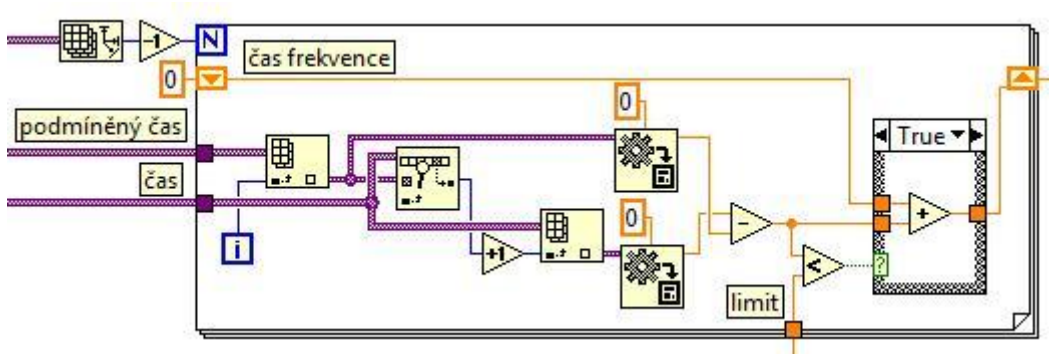 -1
N
čas frekvence
0
0
podmíněný čas
True
čas
+
0
-
i
+1
<
?
limit